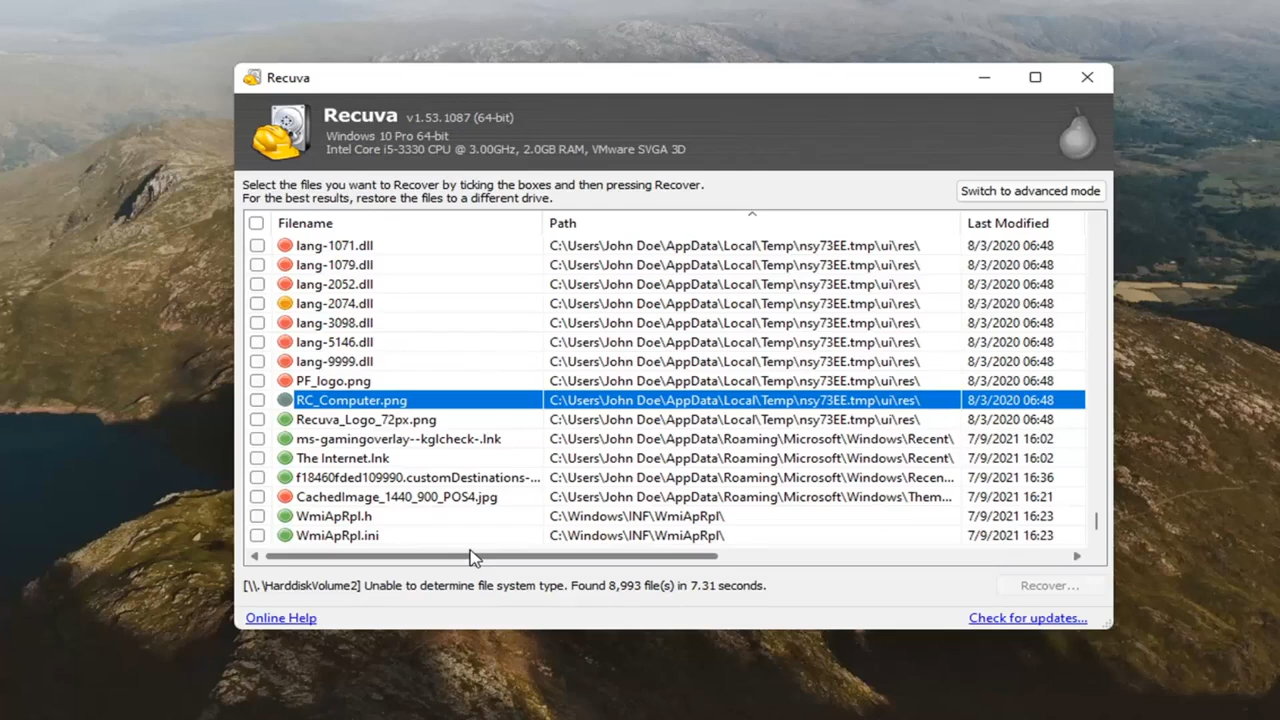 Recuva
Recuva v1.53.1087 (64-bit)
Windows 10 Pro 64-bit
Intel Core i5-3330 CPU @ 3.00GHz, 2.0GB RAM, VMware SVGA 3D
Select the files you want to Recover by ticking the boxes and then pressing Recover.
For the best results, restore the files to a different drive.
Switch to advanced mode
Filename Path Last Modified
lang-1071.dll C:\Users\John Doe\AppData\Local\Temp\nsy73EE.tmp\ui\res\ 8/3/2020 06:48
lang-1079.dll C:\Users\John Doe\AppData\Local\Temp\nsy73EE.tmp\ui\res\ 8/3/2020 06:48
lang-2052.dll C:\Users\John Doe\AppData\Local\Temp\nsy73EE.tmp\ui\res\ 8/3/2020 06:48
lang-2074.dll C:\Users\John Doe\AppData\Local\Temp\nsy73EE.tmp\ui\res\ 8/3/2020 06:48
lang-3098.dll C:\Users\John Doe\AppData\Local\Temp\nsy73EE.tmp\ui\res\ 8/3/2020 06:48
lang-5146.dll C:\Users\John Doe\AppData\Local\Temp\nsy73EE.tmp\ui\res\ 8/3/2020 06:48
lang-9999.dll C:\Users\John Doe\AppData\Local\Temp\nsy73EE.tmp\ui\res\ 8/3/2020 06:48
PF_logo.png C:\Users\John Doe\AppData\Local\Temp\nsy73EE.tmp\ui\res\ 8/3/2020 06:48
RC_Computer.png C:\Users\John Doe\AppData\Local\Temp\nsy73EE.tmp\ui\res\ 8/3/2020 06:48
Recuva_Logo_72px.png C:\Users\John Doe\AppData\Local\Temp\nsy73EE.tmp\ui\res\ 8/3/2020 06:48
ms-gamingoverlay--kglcheck-.lnk C:\Users\John Doe\AppData\Roaming\Microsoft\Windows\Recent\ 7/9/2021 16:02
The Internet.lnk C:\Users\John Doe\AppData\Roaming\Microsoft\Windows\Recent\ 7/9/2021 16:02
f18460fded109990.customDestinations-... C:\Users\John Doe\AppData\Roaming\Microsoft\Windows\Recen... 7/9/2021 16:36
CachedImage_1440_900_POS4.jpg C:\Users\John Doe\AppData\Roaming\Microsoft\Windows\Them... 7/9/2021 16:21
WmiApRpl.h C:\Windows\INF\WmiApRpl\ 7/9/2021 16:23
WmiApRpl.ini C:\Windows\INF\WmiApRpl\ 7/9/2021 16:23
[\\.\HarddiskVolume2] Unable to determine file system type. Found 8,993 file(s) in 7.31 seconds.
Recover...
Online Help
Check for updates...